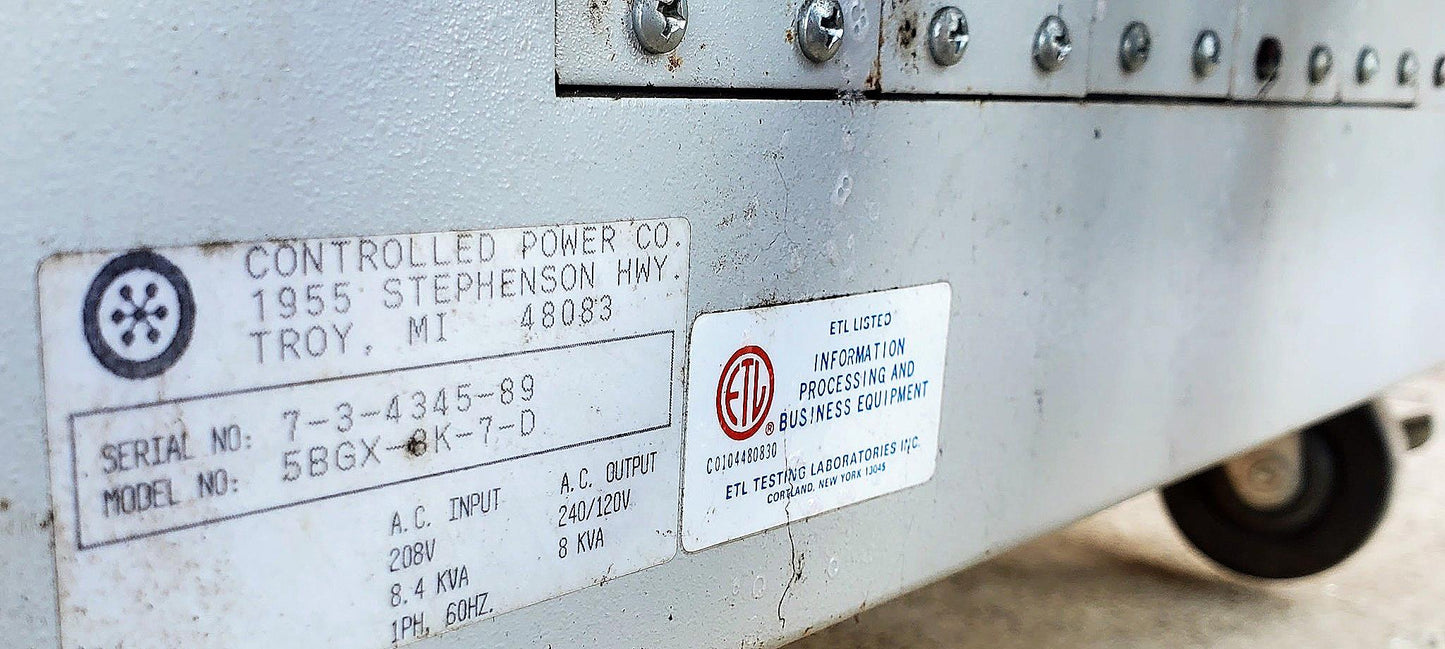 CONTROLLED POWER CO.
1955 STEPHENSON HWY.
TROY, MI 48083
SERIAL NO: 7-3-4345-89
MODEL NO: 5BGX-8K-7-D
A.C. INPUT
208V
8.4 KVA
1PH, 60HZ.
A.C. OUTPUT
240/120V
8 KVA
ETL LISTED
INFORMATION
PROCESSING AND
BUSINESS EQUIPMENT
ETL®
C0104480830
ETL TESTING LABORATORIES INC.
CORTLAND, NEW YORK 13045